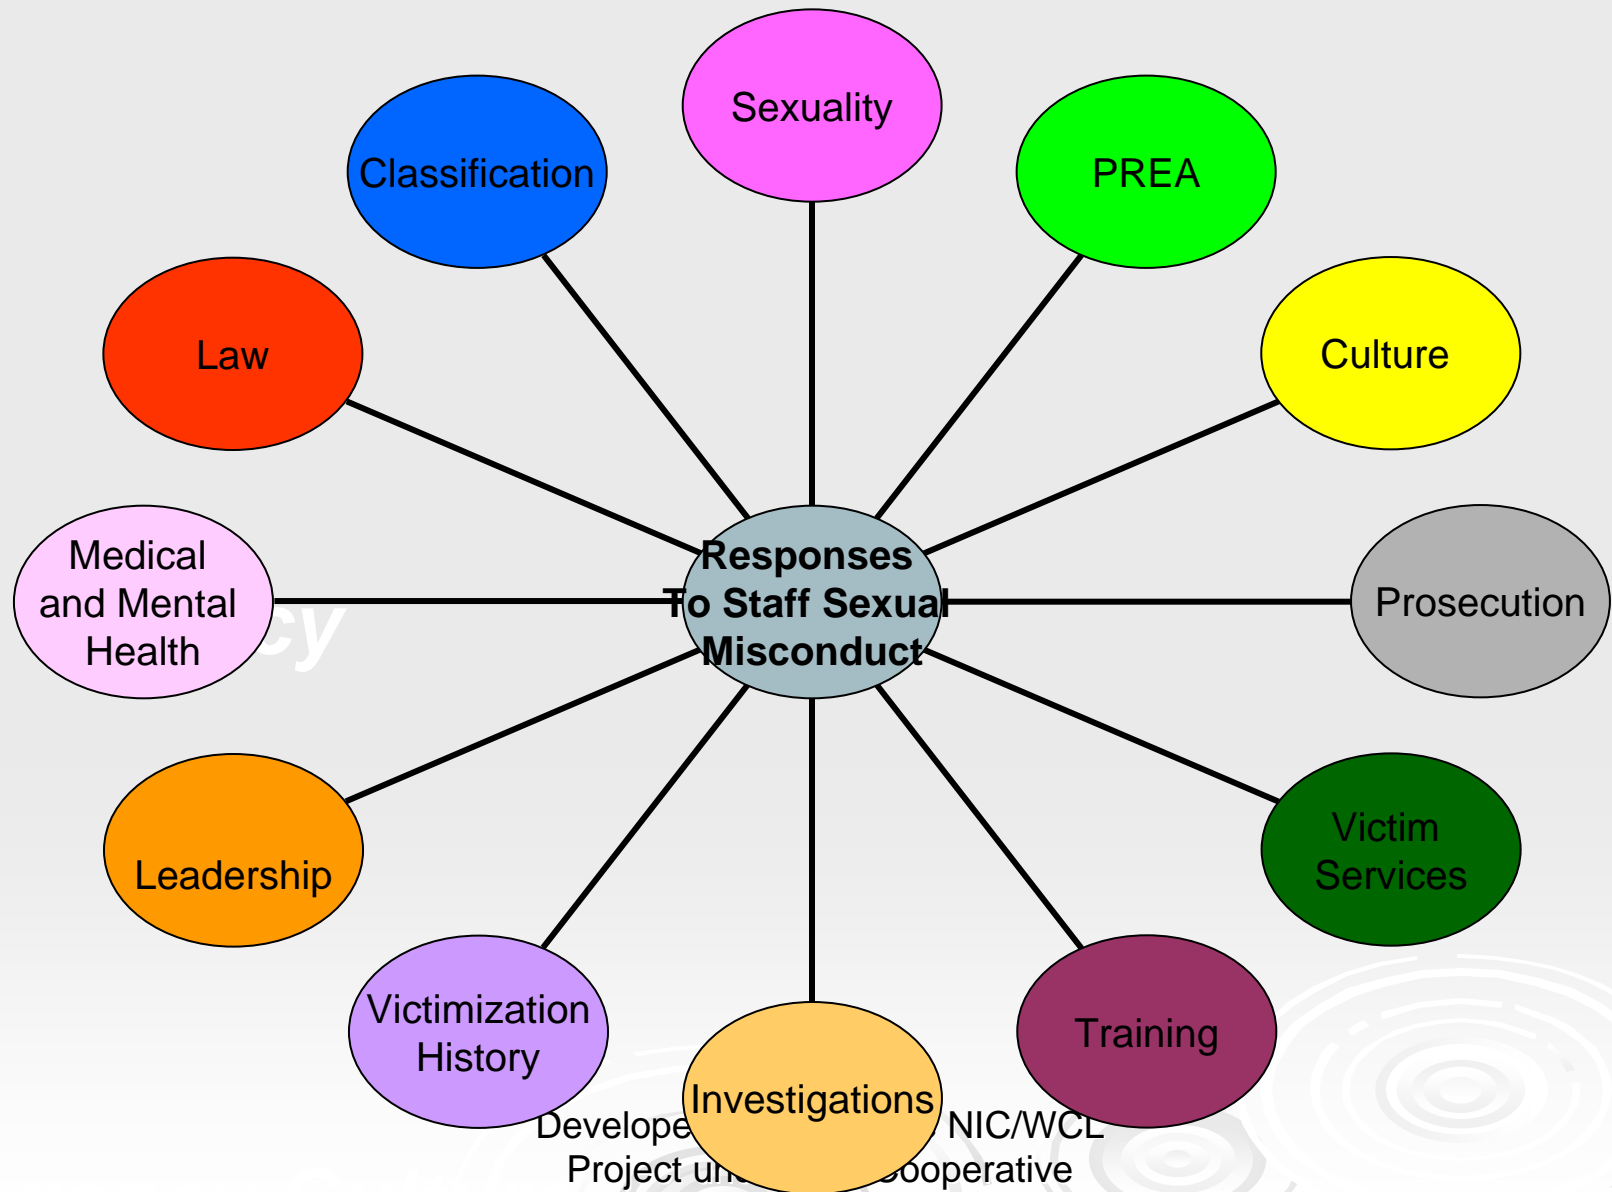 Sexuality
PREA
Culture
Prosecution
Victim
Services
Training
Investigations
Victimization
History
Leadership
Medical
and Mental
Health
Law
Classification
Responses
To Staff Sexual
Misconduct
NIC/WCL
Project